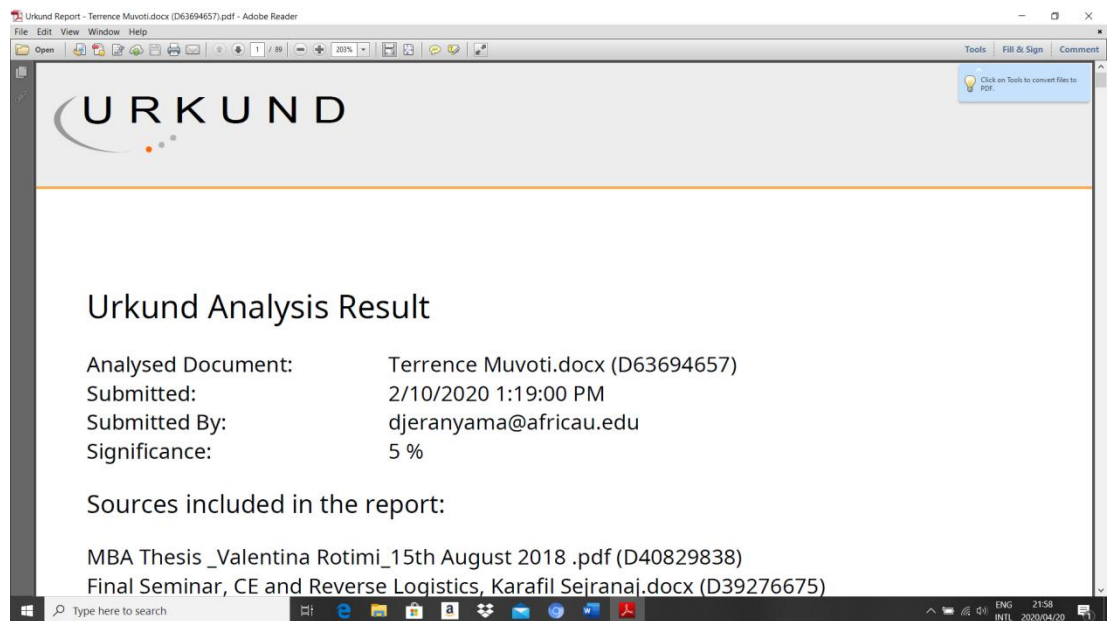 Urkund Report - Terrence Muvoti.docx (D63694657).pdf - Adobe Reader
File Edit View Window Help
Open 1 / 89 203% Tools Fill & Sign Comment
Click on Tools to convert files to
PDF.
URKUND
Urkund Analysis Result
Analysed Document: Terrence Muvoti.docx (D63694657)
Submitted: 2/10/2020 1:19:00 PM
Submitted By: djeranyama@africau.edu
Significance: 5 %
Sources included in the report:
MBA Thesis _Valentina Rotimi_15th August 2018 .pdf (D40829838)
Final Seminar, CE and Reverse Logistics, Karafil Sejranaj.docx (D39276675)
Type here to search
ENG 21:58
INTL 2020/04/20